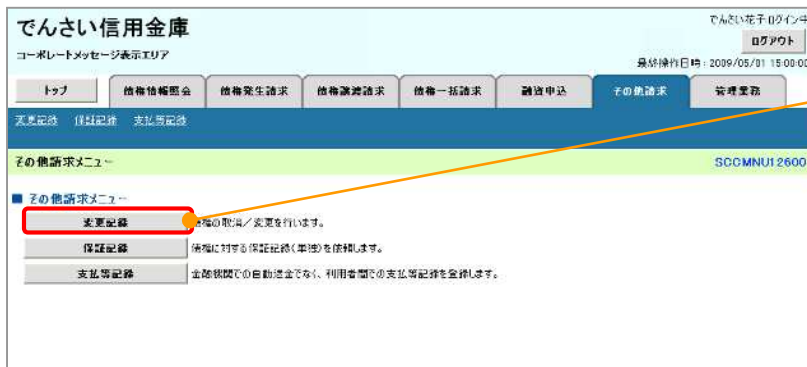 でんさい信用金庫
でんさい花子 ログイン中
ログアウト
コーポレートメッセージ表示エリア
最終操作日時：2009/05/01 15:00:00
トップ 債権情報照会 債権発生請求 債権譲渡請求 債権一括請求 融資申込 その他請求 管理業務
変更記録 保証記録 支払等記録
その他請求メニュー SCCMNU12600
■ その他請求メニュー
変更記録 債権の取消／変更を行います。
保証記録 債権に対する保証記録（単独）を依頼します。
支払等記録 金融機関での自動送金でなく、利用者間での支払等記録を登録します。